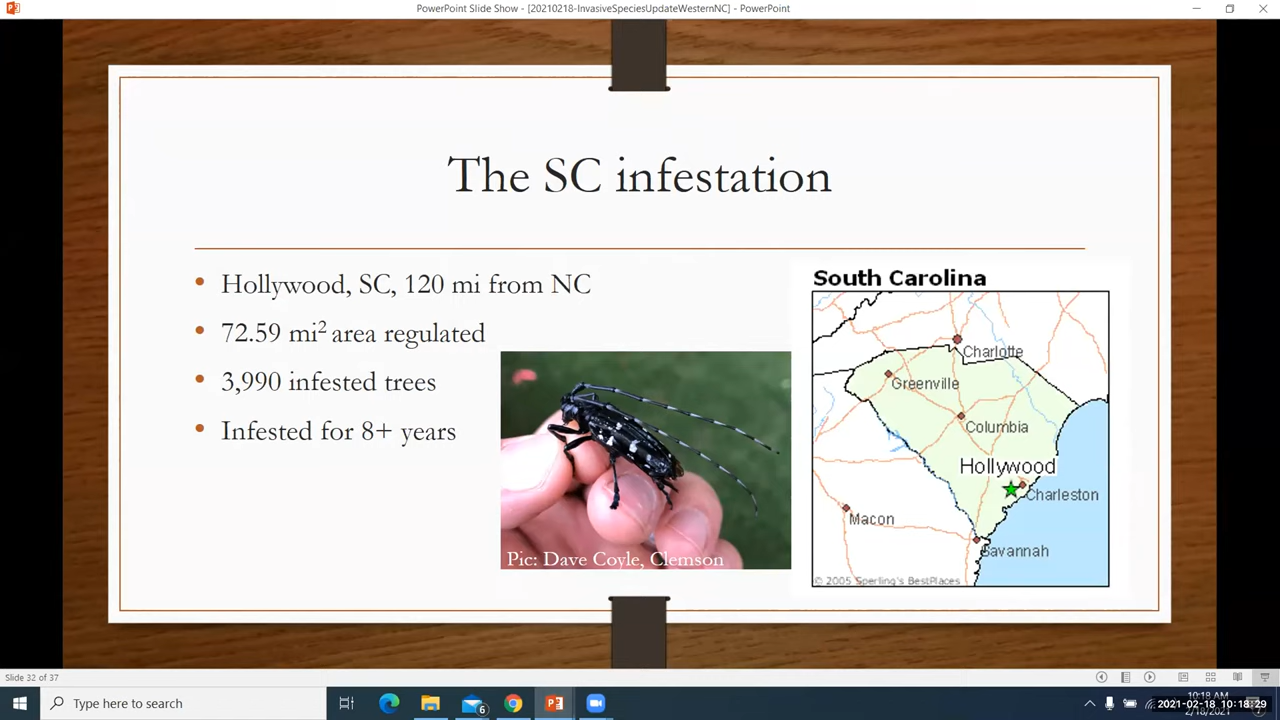 PowerPoint Slide Show - [20210218-InvasiveSpeciesUpdateWesternNC] - PowerPoint
The SC infestation
• Hollywood, SC, 120 mi from NC
• 72.59 mi² area regulated
• 3,990 infested trees
• Infested for 8+ years
Pic: Dave Coyle, Clemson
South Carolina
Charlotte
Greenville
Columbia
Hollywood
Charleston
Macon
Savannah
© 2005 Sperling's BestPlaces
Slide 32 of 37
Type here to search
6
10:18 AM
2021-02-18 10:18:29